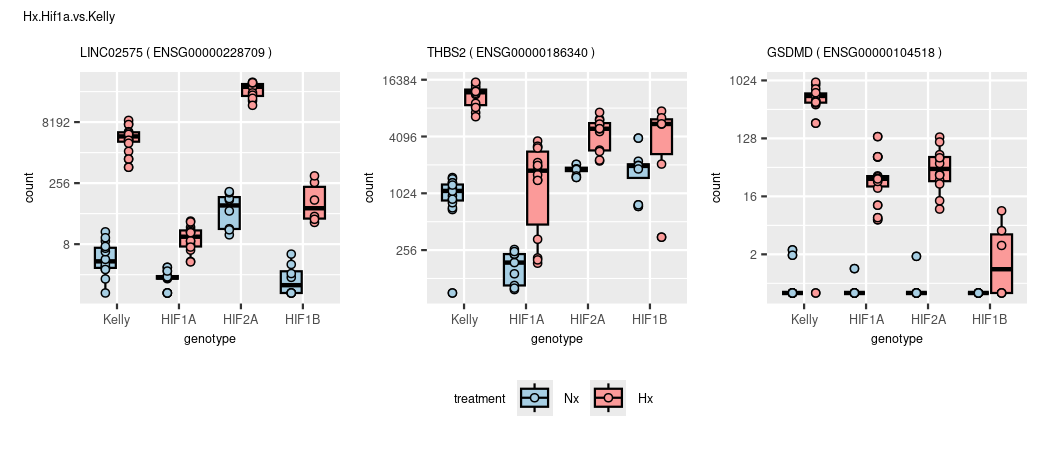 Hx.Hif1a.vs.Kelly
LINC02575 ( ENSG00000228709 )
8192
256
8
count
Kelly HIF1A HIF2A HIF1B
genotype
THBS2 ( ENSG00000186340 )
16384
4096
1024
256
count
Kelly HIF1A HIF2A HIF1B
genotype
GSDMD ( ENSG00000104518 )
1024
128
16
2
count
Kelly HIF1A HIF2A HIF1B
genotype
treatment Nx Hx